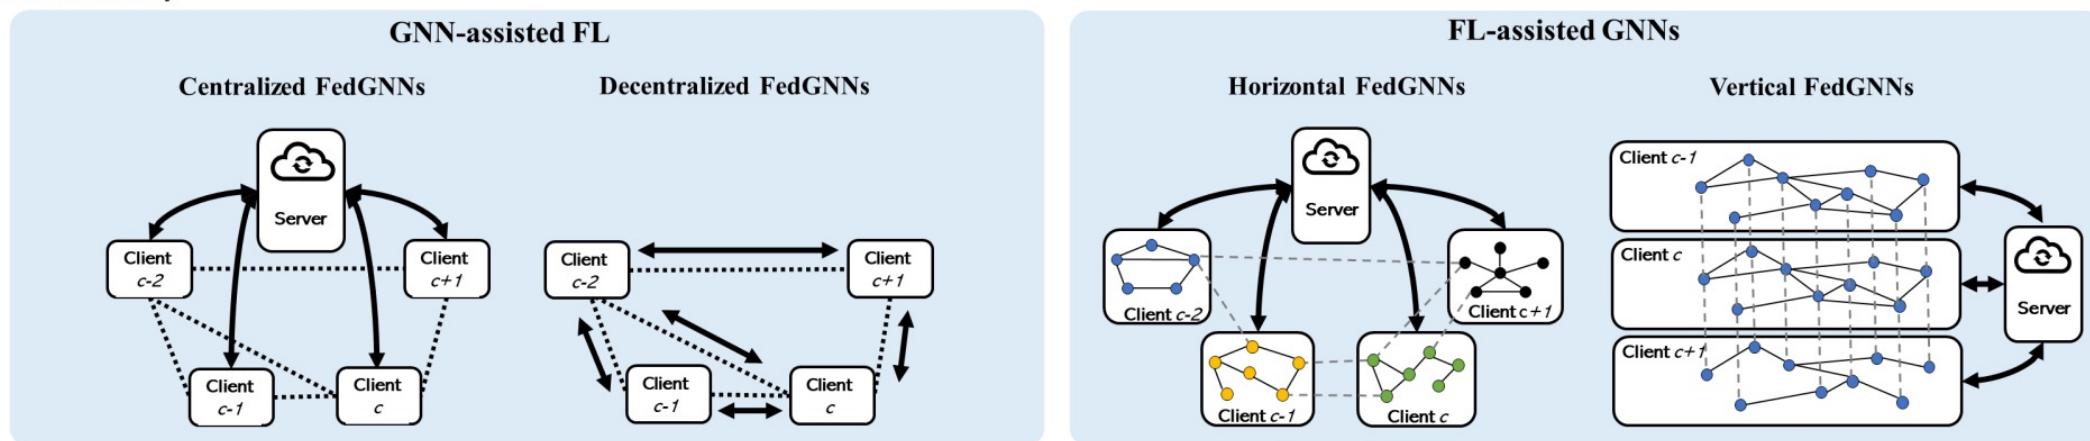 GNN-assisted FL
Centralized FedGNNs
Decentralized FedGNNs
Server
Client
c-2
Client
c+1
Client
c-1
Client
c
Client
c-2
Client
c+1
Client
c-1
Client
c
FL-assisted GNNs
Horizontal FedGNNs
Vertical FedGNNs
Server
Client c-2
Client c+1
Client c-1
Client c
Client c-1
Client c
Client c+1
Server